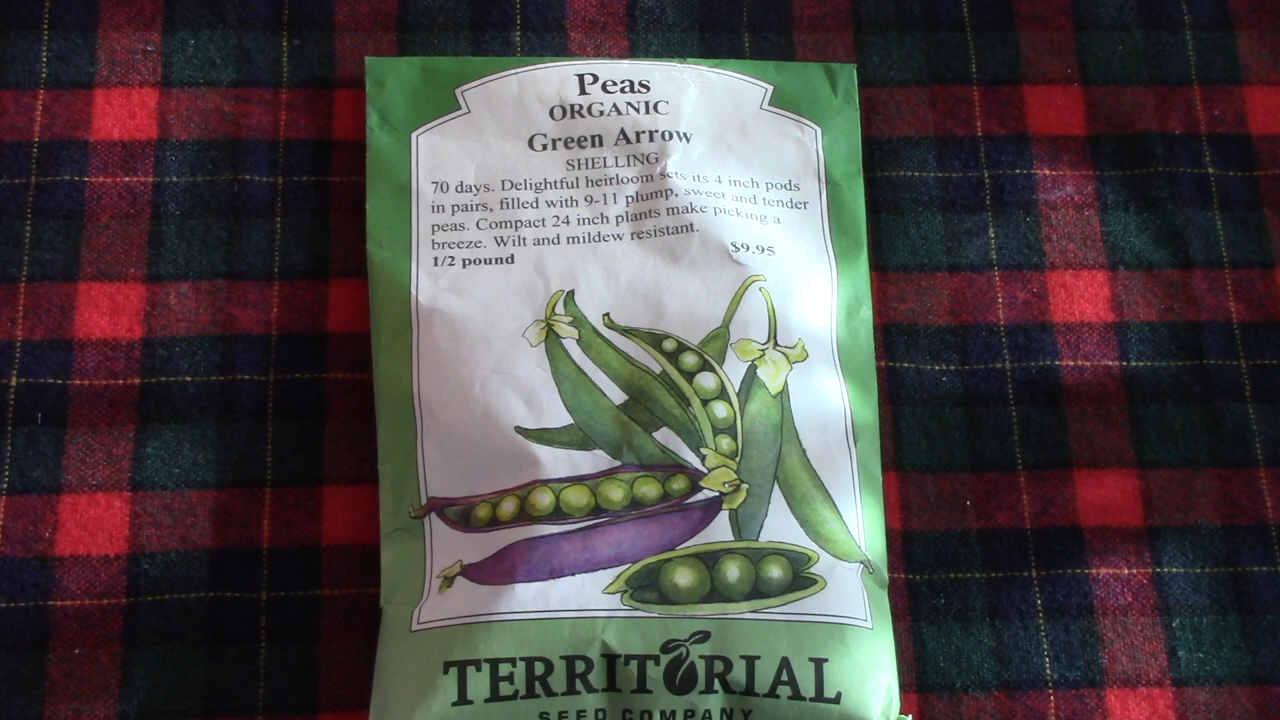 Peas
ORGANIC
Green Arrow
SHELLING
70 days. Delightful heirloom sets its 4 inch pods
in pairs, filled with 9-11 plump, sweet and tender
peas. Compact 24 inch plants make picking a
breeze. Wilt and mildew resistant.
$9.95
1/2 pound
TERRITORIAL
SEED COMPANY